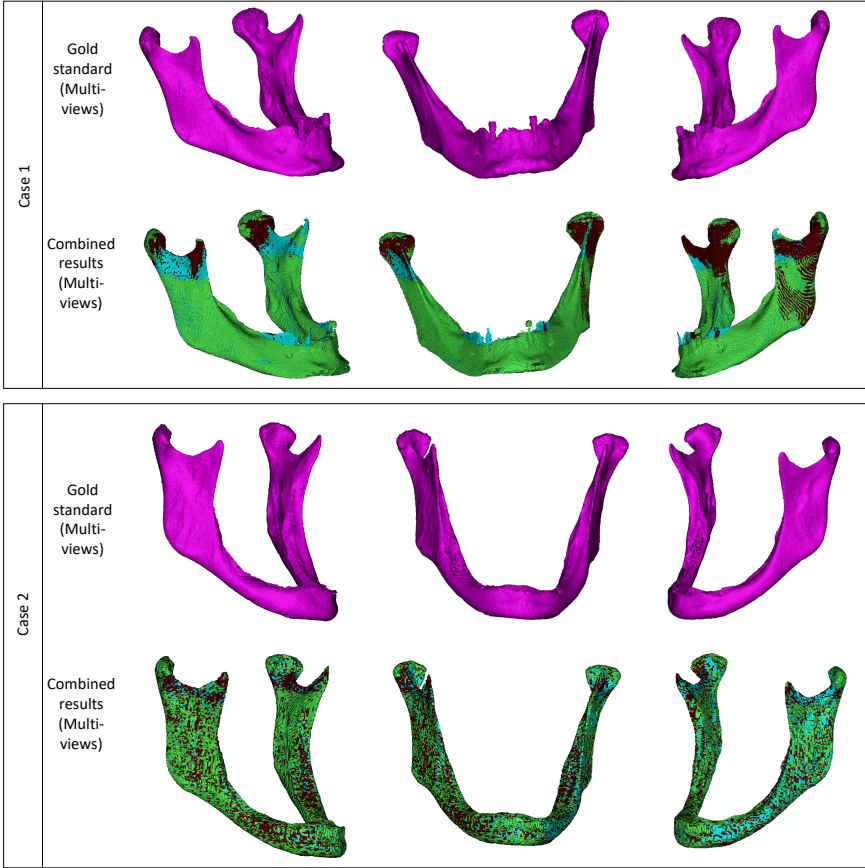 Case 1
Gold
standard
(Multi-
views)
Combined
results
(Multi-
views)
Case 2
Gold
standard
(Multi-
views)
Combined
results
(Multi-
views)